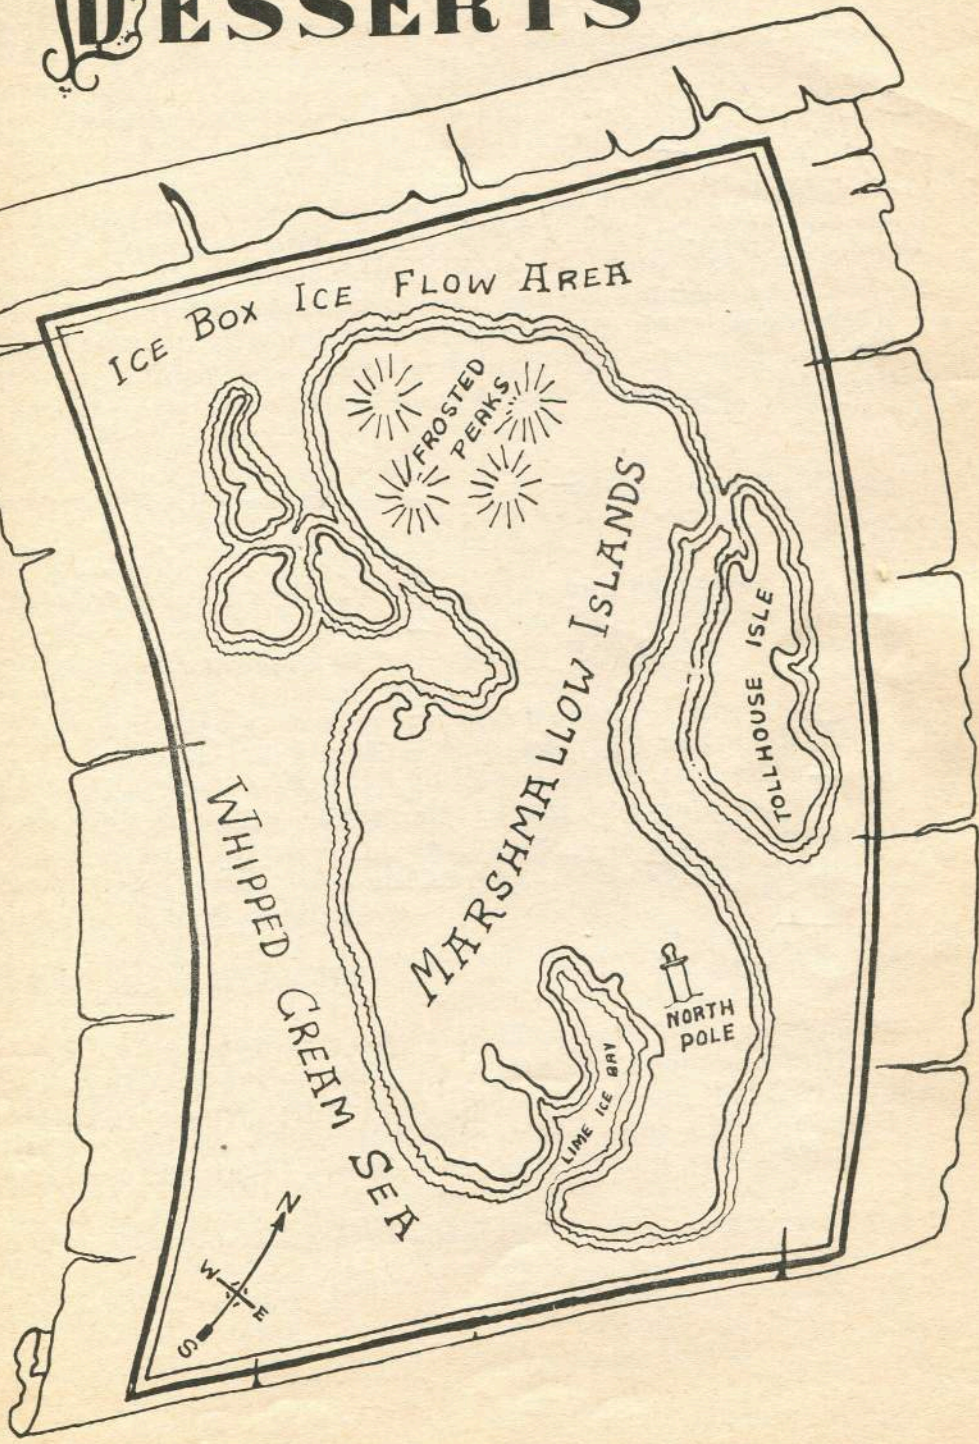 DESSERTS
ICE BOX ICE FLOW AREA
FROSTED
PEAKS
MARSHMALLOW ISLANDS
TOLLHOUSE ISLE
WHIPPED CREAM SEA
NORTH
POLE
LIME ICE BAY
N
W
E
S